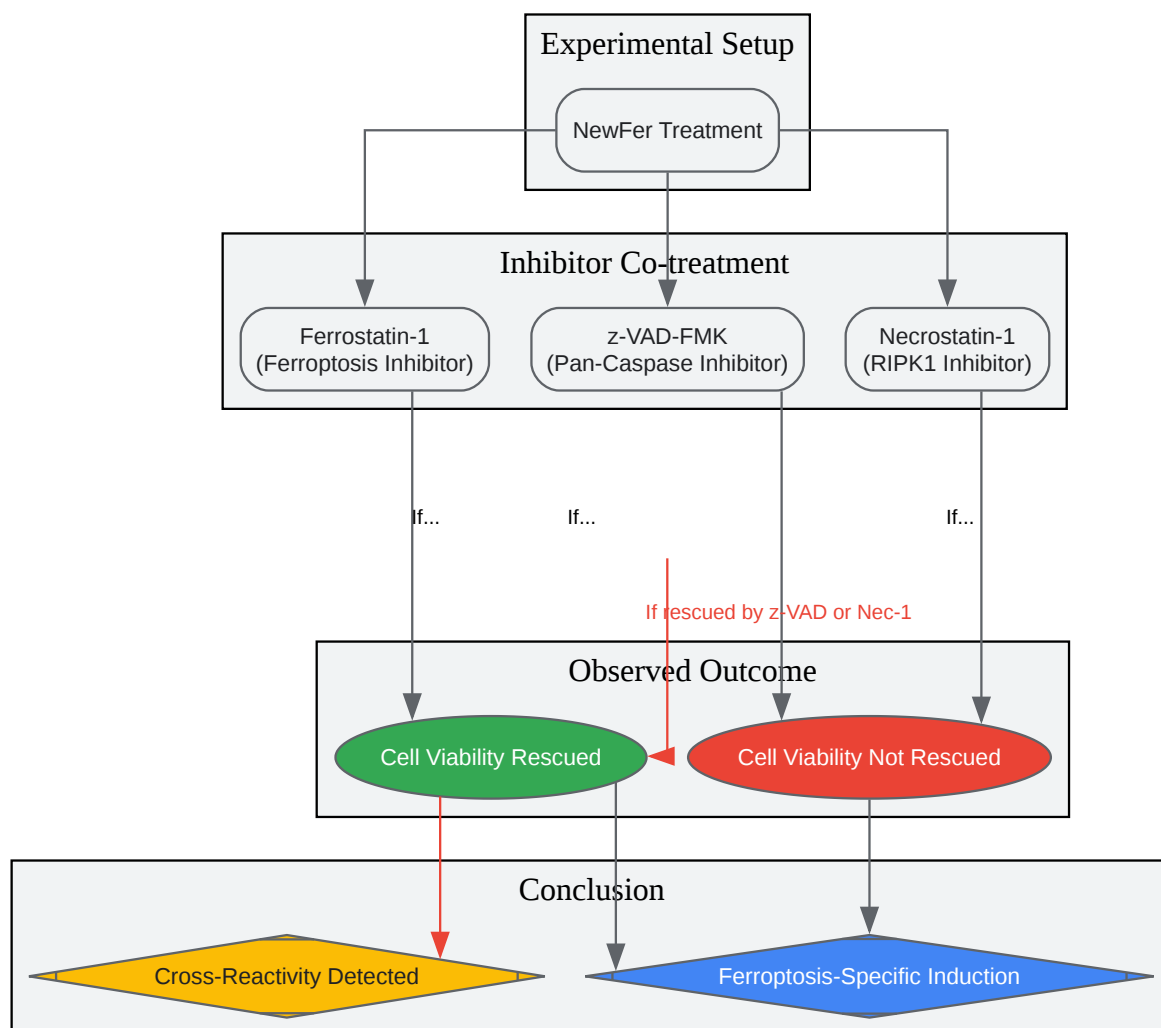 Experimental Setup
NewFer Treatment
Inhibitor Co-treatment
Ferrostatin-1
(Ferroptosis Inhibitor)
z-VAD-FMK
(Pan-Caspase Inhibitor)
Necrostatin-1
(RIPK1 Inhibitor)
If...
If...
If...
If rescued by z-VAD or Nec-1
Observed Outcome
Cell Viability Rescued
Cell Viability Not Rescued
Conclusion
Cross-Reactivity Detected
Ferroptosis-Specific Induction